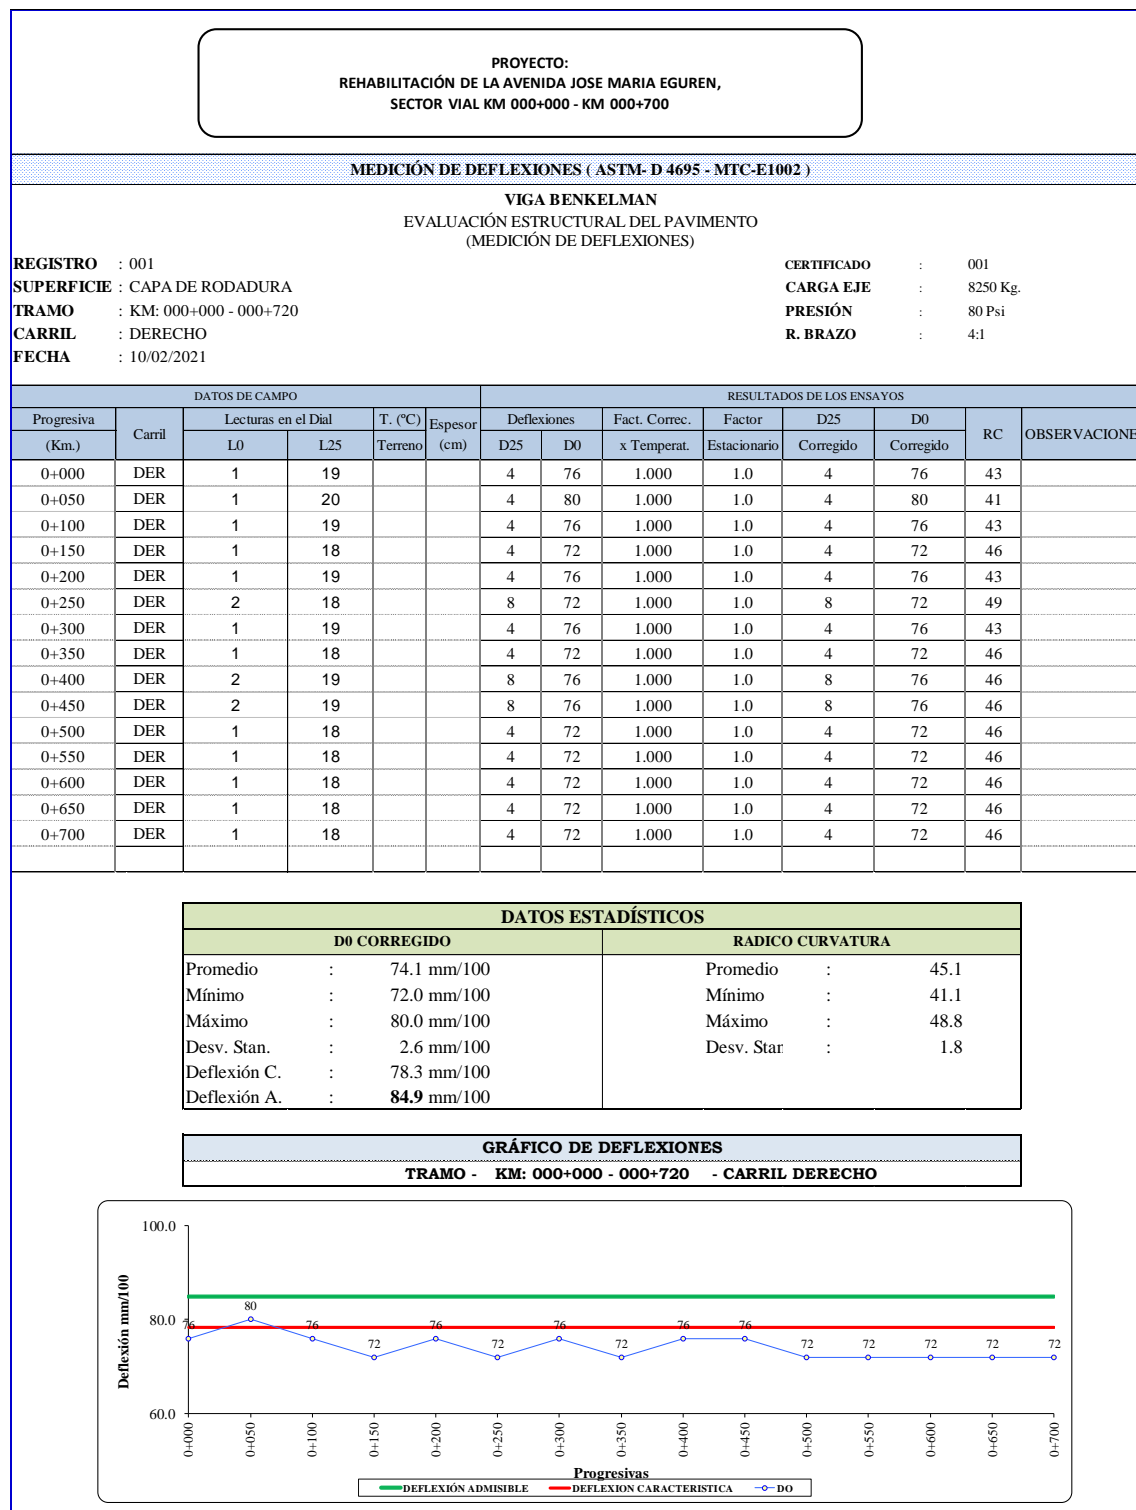 PROYECTO:
REHABILITACIÓN DE LA AVENIDA JOSE MARIA EGUREN,
SECTOR VIAL KM 000+000 - KM 000+700
MEDICIÓN DE DEFLEXIONES ( ASTM- D 4695 - MTC-E1002 )
VIGA BENKELMAN
EVALUACIÓN ESTRUCTURAL DEL PAVIMENTO
(MEDICIÓN DE DEFLEXIONES)
REGISTRO : 001 CERTIFICADO : 001
SUPERFICIE : CAPA DE RODADURA CARGA EJE : 8250 Kg.
TRAMO : KM: 000+000 - 000+720 PRESIÓN : 80 Psi
CARRIL : DERECHO R. BRAZO : 4:1
FECHA : 10/02/2021
DATOS DE CAMPO RESULTADOS DE LOS ENSAYOS
Progresiva Carril Lecturas en el Dial T. (ºC) Espesor Deflexiones Fact. Correc. Factor D25 D0 RC OBSERVACIONE
(Km.) L0 L25 Terreno (cm) D25 D0 x Temperat. Estacionario Corregido Corregido
0+000 DER 1 19 4 76 1.000 1.0 4 76 43
0+050 DER 1 20 4 80 1.000 1.0 4 80 41
0+100 DER 1 19 4 76 1.000 1.0 4 76 43
0+150 DER 1 18 4 72 1.000 1.0 4 72 46
0+200 DER 1 19 4 76 1.000 1.0 4 76 43
0+250 DER 2 18 8 72 1.000 1.0 8 72 49
0+300 DER 1 19 4 76 1.000 1.0 4 76 43
0+350 DER 1 18 4 72 1.000 1.0 4 72 46
0+400 DER 2 19 8 76 1.000 1.0 8 76 46
0+450 DER 2 19 8 76 1.000 1.0 8 76 46
0+500 DER 1 18 4 72 1.000 1.0 4 72 46
0+550 DER 1 18 4 72 1.000 1.0 4 72 46
0+600 DER 1 18 4 72 1.000 1.0 4 72 46
0+650 DER 1 18 4 72 1.000 1.0 4 72 46
0+700 DER 1 18 4 72 1.000 1.0 4 72 46
DATOS ESTADÍSTICOS
D0 CORREGIDO RADICO CURVATURA
Promedio : 74.1 mm/100 Promedio : 45.1
Mínimo : 72.0 mm/100 Mínimo : 41.1
Máximo : 80.0 mm/100 Máximo : 48.8
Desv. Stan. : 2.6 mm/100 Desv. Star : 1.8
Deflexión C. : 78.3 mm/100
Deflexión A. : 84.9 mm/100
GRÁFICO DE DEFLEXIONES
TRAMO - KM: 000+000 - 000+720 - CARRIL DERECHO
Deflexión mm/100
100.0
80.0
60.0
76 80 76 72 76 72 76 72 76 76 72 72 72 72 72
0+000 0+050 0+100 0+150 0+200 0+250 0+300 0+350 0+400 0+450 0+500 0+550 0+600 0+650 0+700
Progresivas
DEFLEXIÓN ADMISIBLE DEFLEXION CARACTERISTICA DO